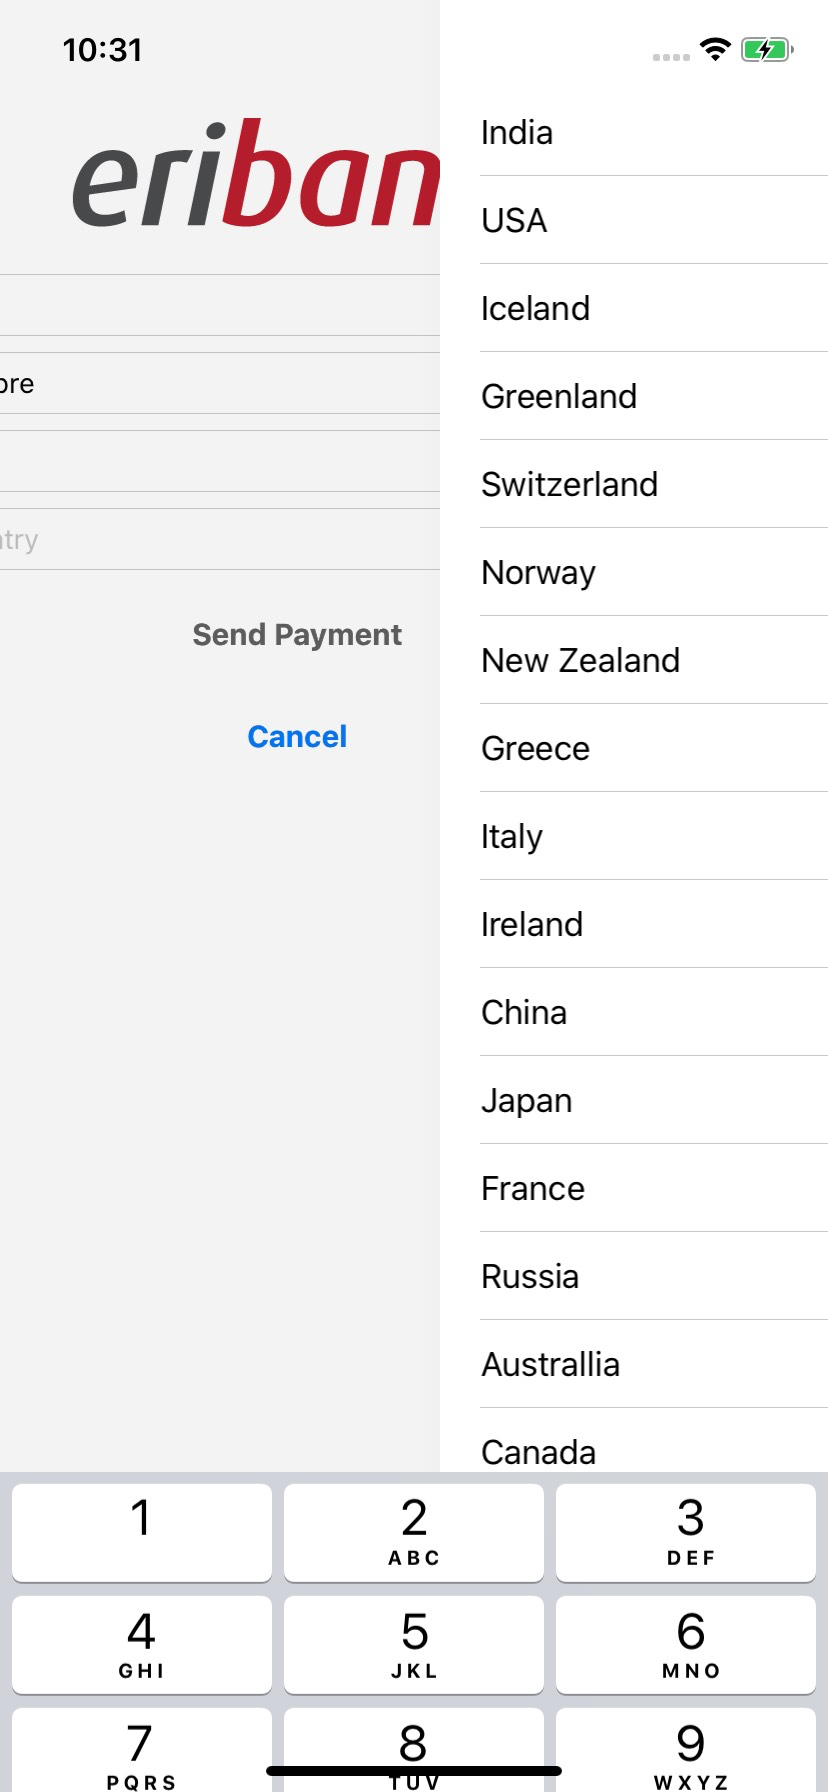 10:31
eriban
ore
ntry
Send Payment
Cancel
India
USA
Iceland
Greenland
Switzerland
Norway
New Zealand
Greece
Italy
Ireland
China
Japan
France
Russia
Australlia
Canada
1
2
ABC
3
DEF
4
GHI
5
JKL
6
MNO
7
PQRS
8
TUV
9
WXYZ